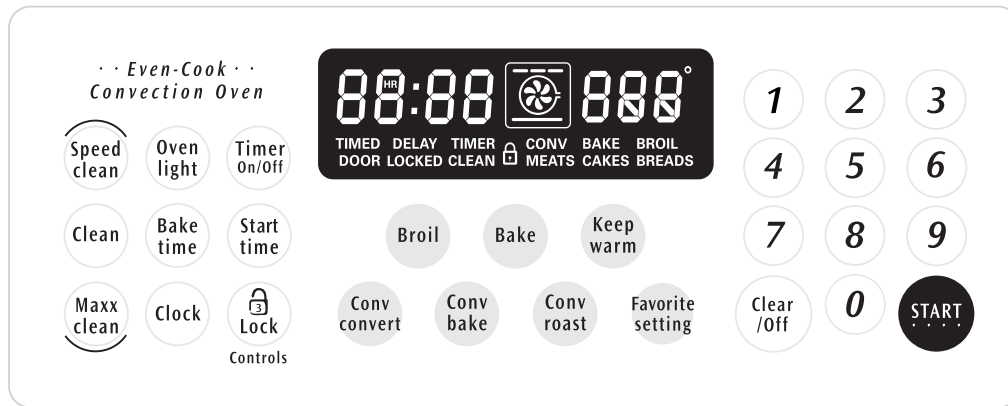 · · Even-Cook · ·
Convection Oven
Speed clean
Oven light
Timer On/Off
Clean
Bake time
Start time
Maxx clean
Clock
3
Lock
Controls
88:88 HR 888°
TIMED DELAY TIMER CONV BAKE BROIL
DOOR LOCKED CLEAN MEATS CAKES BREADS
Broil
Bake
Keep warm
Conv convert
Conv bake
Conv roast
Favorite setting
1 2 3
4 5 6
7 8 9
Clear /Off
0
START